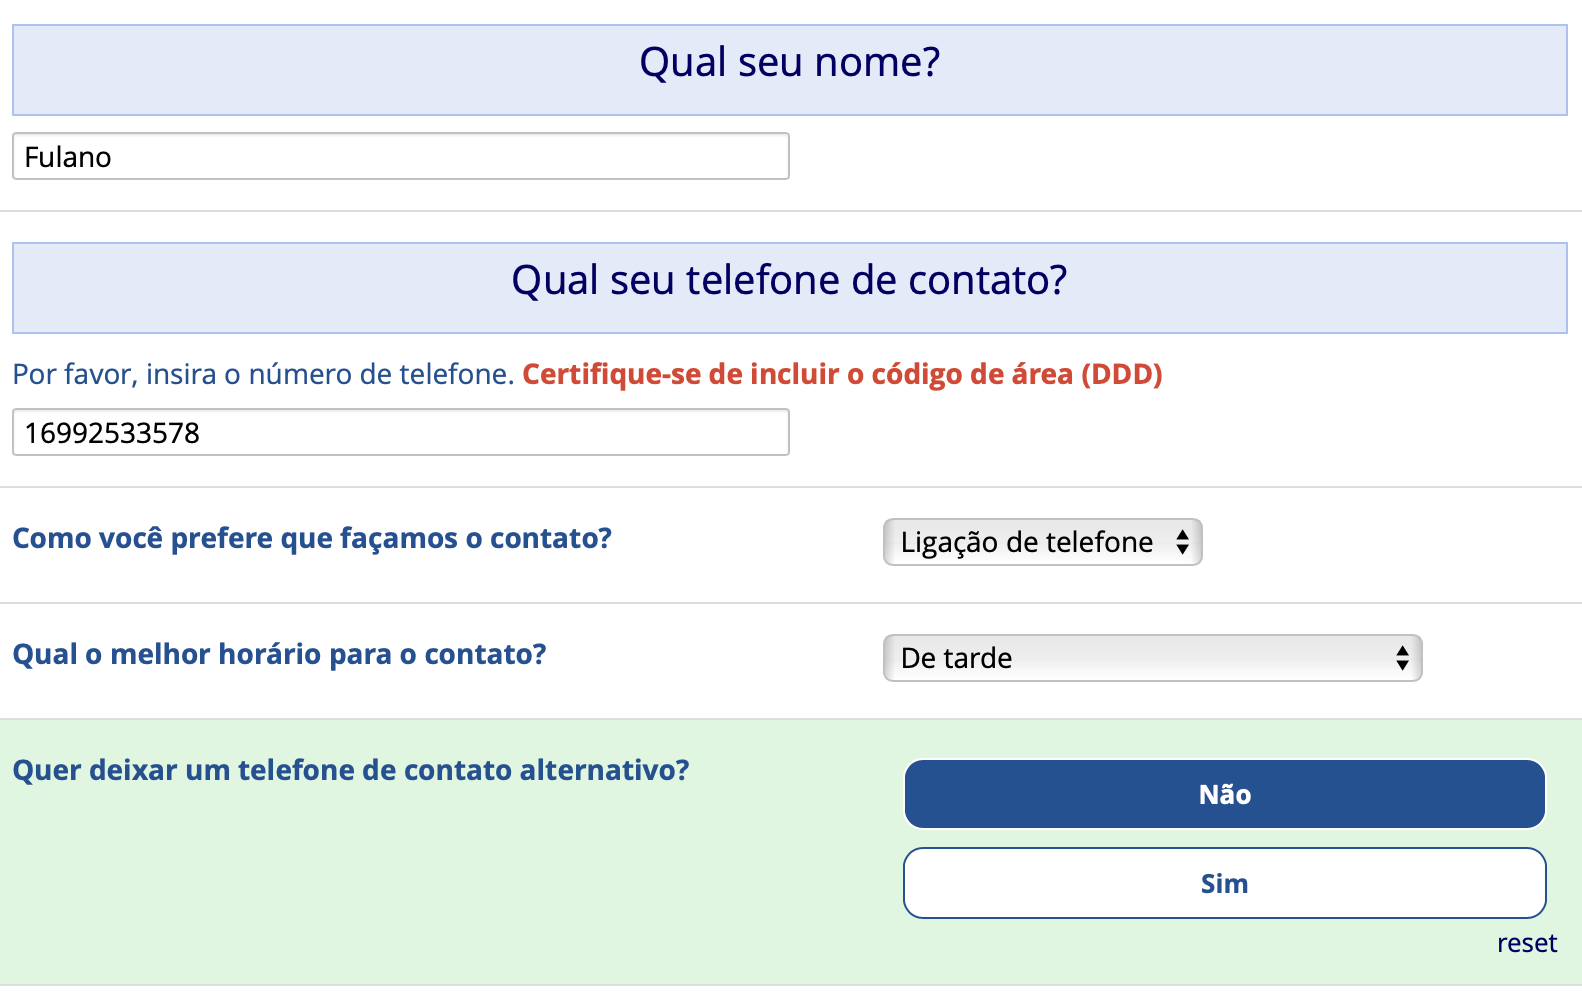 Qual seu nome?
Fulano
Qual seu telefone de contato?
Por favor, insira o número de telefone. Certifique-se de incluir o código de área (DDD)
16992533578
Como você prefere que façamos o contato?
Ligação de telefone
Qual o melhor horário para o contato?
De tarde
Quer deixar um telefone de contato alternativo?
Não
Sim
reset